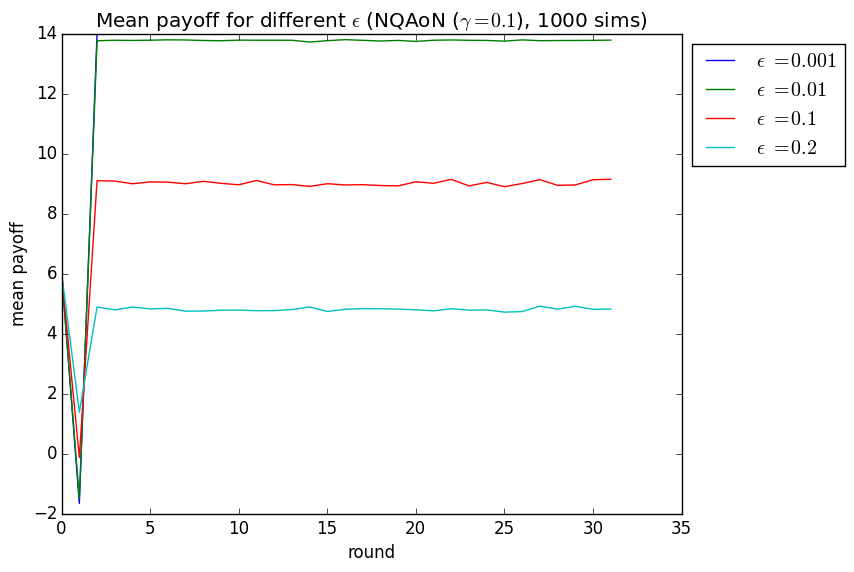 Mean payoff for different ϵ (NQAoN (γ=0.1), 1000 sims)
14
12
10
8
6
4
2
0
−2
mean payoff
0 5 10 15 20 25 30 35
round
ϵ =0.001
ϵ =0.01
ϵ =0.1
ϵ =0.2